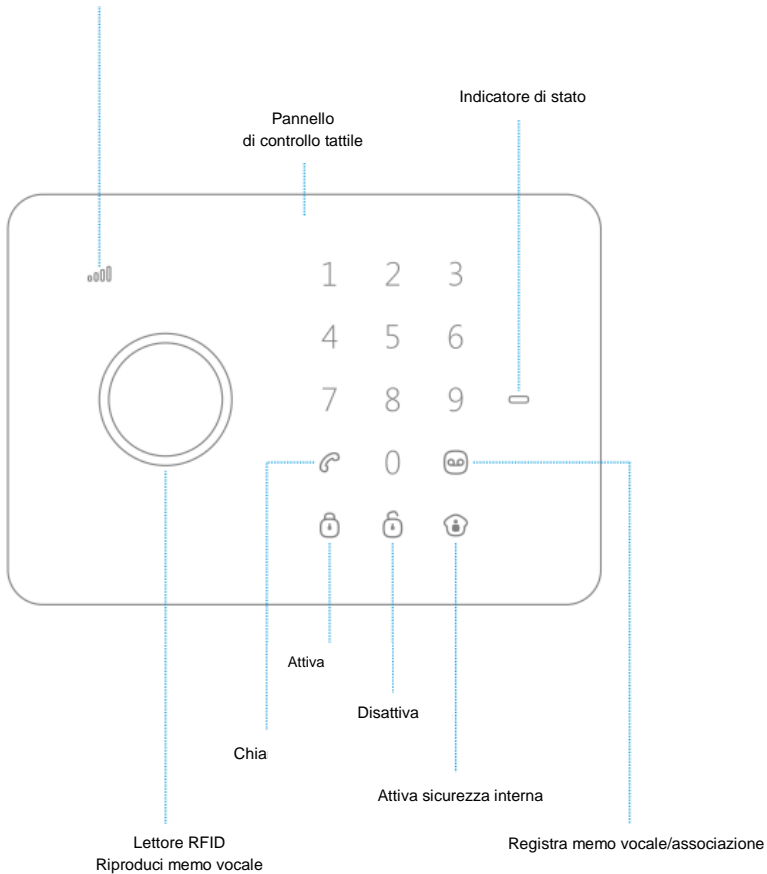 Indicatore di stato
Pannello
di controllo tattile
1 2 3
4 5 6
7 8 9
0
Attiva
Disattiva
Chia
Attiva sicurezza interna
Lettore RFID
Riproduci memo vocale
Registra memo vocale/associazione